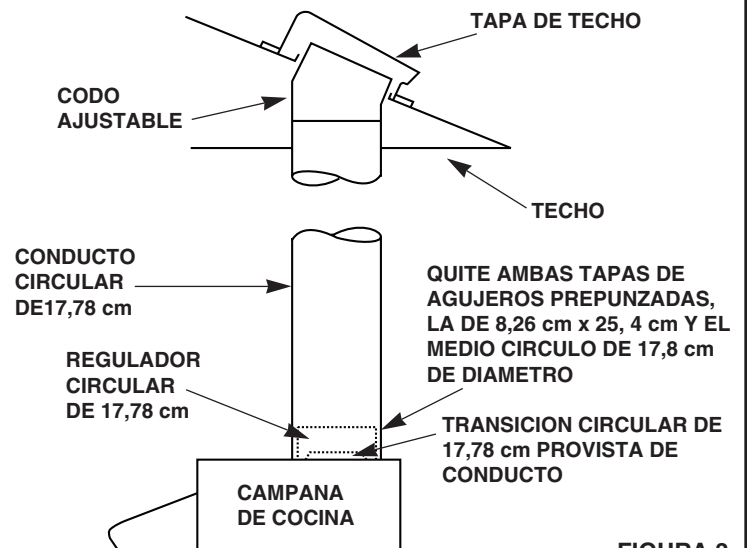 TAPA DE TECHO
CODO
AJUSTABLE
TECHO
CONDUCTO
CIRCULAR
DE17,78 cm
QUITE AMBAS TAPAS DE
AGUJEROS PREPUNZADAS,
LA DE 8,26 cm x 25, 4 cm Y EL
MEDIO CIRCULO DE 17,8 cm
DE DIAMETRO
REGULADOR
CIRCULAR
DE 17,78 cm
TRANSICION CIRCULAR DE
17,78 cm PROVISTA DE
CONDUCTO
CAMPANA
DE COCINA
FIGURA